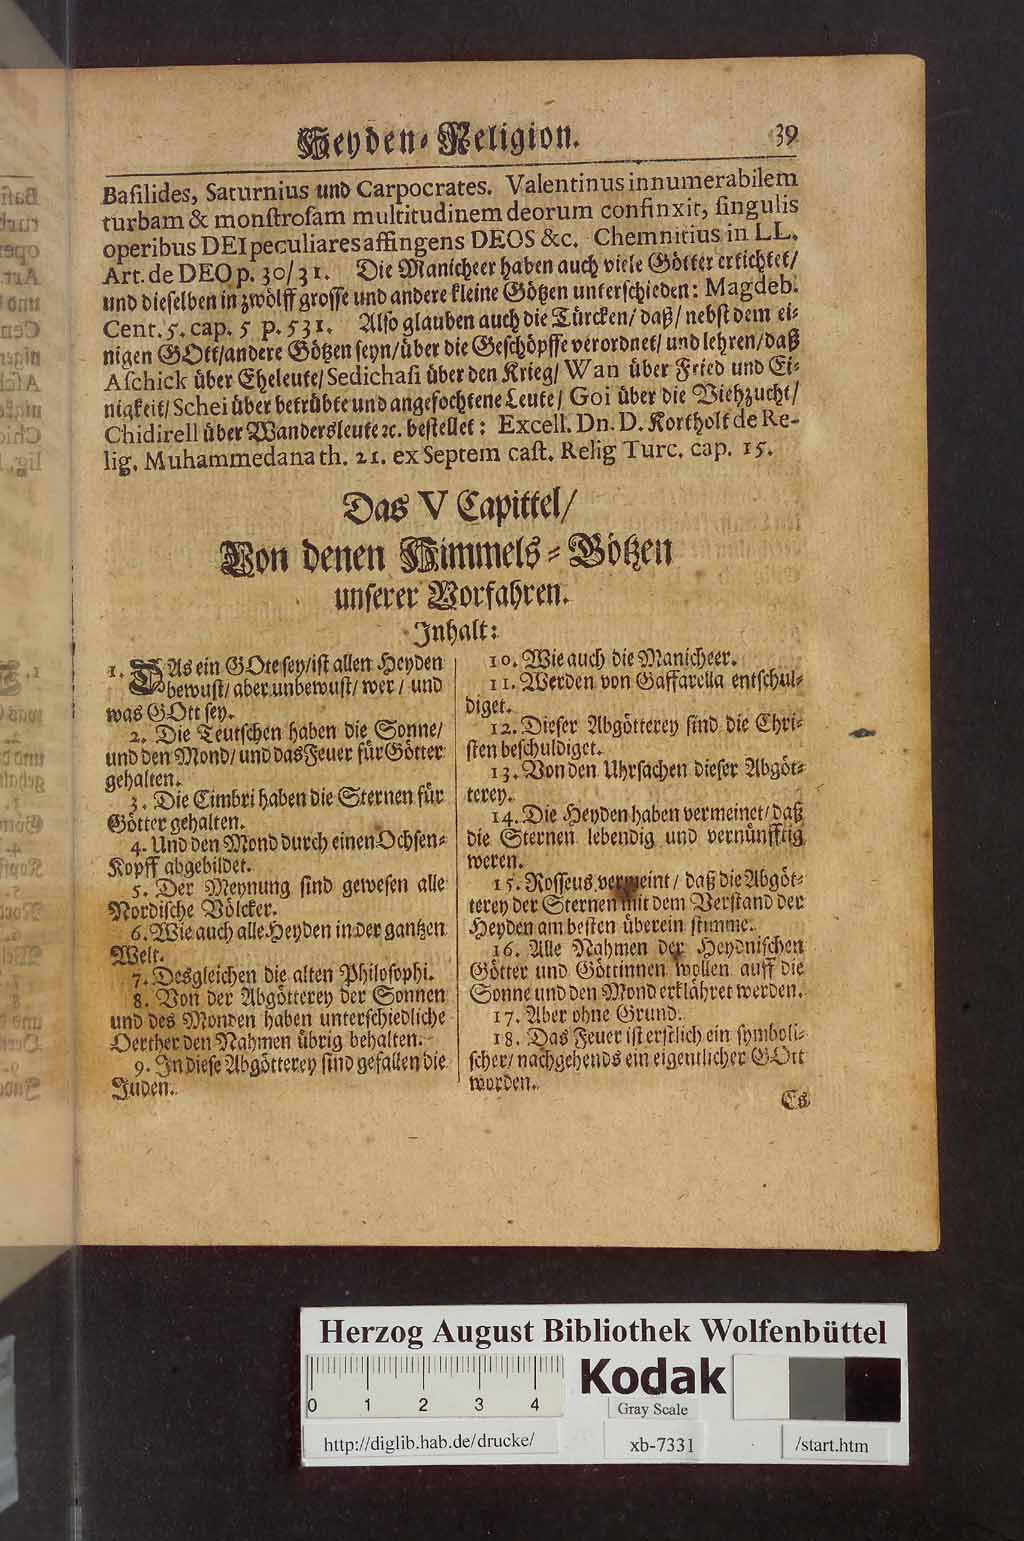 Heyden-Religion. 39
Basilides, Saturnius und Carpocrates. Valentinus innumerabilem
turbam & monstrosam multitudinem deorum confinxit, singulis
operibus DEI peculiares affingens DEOS &c. Chemnitius in LL.
Art. de DEO p. 30/31. Die Manicheer haben auch viele Götter ertichtet/
und dieselben in zwölff grosse und andere kleine Götzen unterschieden: Magdeb.
Cent. 5. cap. 5 p. 531. Also glauben auch die Türcken/ daß/ nebst dem ei-
nigen GOtt/ andere Götzen seyn/ über die Geschöpffe verordnet/ und lehren/ daß
Aschick über Eheleute/ Sedichasi über den Krieg/ Wan über Fried und Ei-
nigkeit/ Schei über betrübte und angefochtene Leute/ Goi über die Viehzucht/
Chidirell über Wandersleute ꝛc. bestellet: Excell. Dn. D. Kortholt de Re-
lig. Muhammedana th. 21. ex Septem cast. Relig Turc. cap. 15.
Das V Capittel/
Von denen Himmels-Götzen
unserer Vorfahren.
Inhalt:
1. DAs ein GOtt sey/ ist allen Heyden
bewust/ aber unbewust/ wer/ und
was GOtt sey.
2. Die Teutschen haben die Sonne/
und den Mond/ und das Feuer für Götter
gehalten.
3. Die Cimbri haben die Sternen für
Götter gehalten.
4. Und den Mond durch einen Ochsen-
Kopff abgebildet.
5. Der Meynung sind gewesen alle
Nordische Völcker.
6. Wie auch alle Heyden in der gantzen
Welt.
7. Desgleichen die alten Philosophi.
8. Von der Abgötterey der Sonnen
und des Monden haben unterschiedliche
Oerther den Nahmen übrig behalten.
9. In diese Abgötterey sind gefallen die
Juden.
10. Wie auch die Manicheer.
11. Werden von Gaffarella entschul-
diget.
12. Dieser Abgötterey sind die Chri-
sten beschuldiget.
13. Von den Uhrsachen dieser Abgöt-
terey.
14. Die Heyden haben vermeinet/ daß
die Sternen lebendig und vernünfftig
weren.
15. Rosseus vermeint/ daß die Abgöt-
terey der Sternen mit dem Verstand der
Heyden am besten überein stimme.
16. Alle Nahmen der Heydnischen
Götter und Göttinnen wollen auff die
Sonne und den Mond erklähret werden.
17. Aber ohne Grund.
18. Das Feuer ist erstlich ein symboli-
scher/ nachgehends ein eigentlicher GOtt
worden.
Es
Herzog August Bibliothek Wolfenbüttel
0 1 2 3 4
Kodak
Gray Scale
http://diglib.hab.de/drucke/ xb-7331 /start.htm